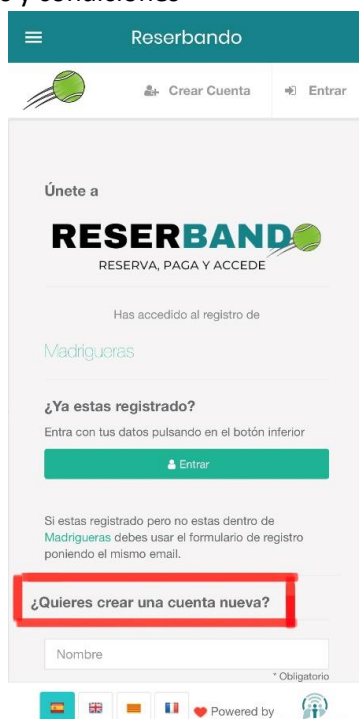 y condiciones
Reserbando
Crear Cuenta
Entrar
Únete a
RESERBANDO
RESERVA, PAGA Y ACCEDE
Has accedido al registro de
Madrigueras
¿Ya estas registrado?
Entra con tus datos pulsando en el botón inferior
Entrar
Si estas registrado pero no estas dentro de
Madrigueras debes usar el formulario de registro
poniendo el mismo email.
¿Quieres crear una cuenta nueva?
Nombre
* Obligatorio
Powered by